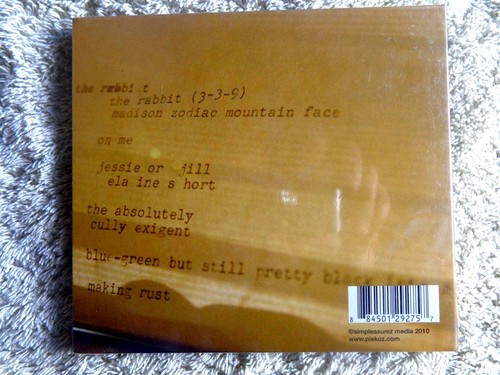 the rabbit
the rabbit (3-3-9)
madison zodiac mountain face
on me
jessie or jill
ela ine s hort
the absolutely
cully exigent
blue-green but still pretty black
making rust
8 84501 29275 7
©simpleasurez media 2010
www.piekoz.com